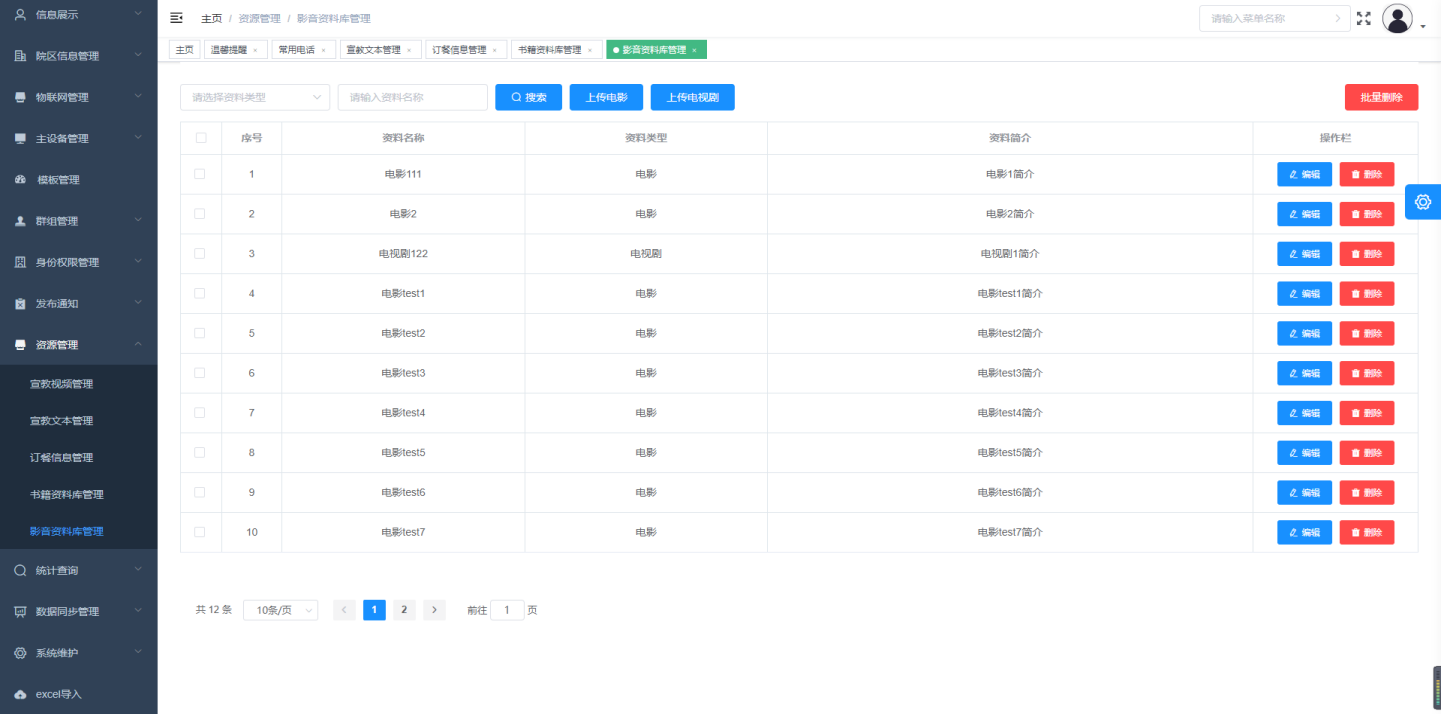 信息展示
院区信息管理
物联网管理
主设备管理
模板管理
群组管理
身份权限管理
发布通知
资源管理
宣教视频管理
宣教文本管理
订餐信息管理
书籍资料库管理
影音资料库管理
统计查询
数据同步管理
系统维护
excel导入
主页 / 资源管理 / 影音资料库管理
请输入菜单名称
主页 温馨提醒 × 常用电话 × 宣教文本管理 × 订餐信息管理 × 书籍资料库管理 × 影音资料库管理 ×
请选择资料类型 请输入资料名称 搜索 上传电影 上传电视剧 批量删除
序号 资料名称 资料类型 资料简介 操作栏
1 电影111 电影 电影1简介 编辑 删除
2 电影2 电影 电影2简介 编辑 删除
3 电视剧122 电视剧 电视剧1简介 编辑 删除
4 电影test1 电影 电影test1简介 编辑 删除
5 电影test2 电影 电影test2简介 编辑 删除
6 电影test3 电影 电影test3简介 编辑 删除
7 电影test4 电影 电影test4简介 编辑 删除
8 电影test5 电影 电影test5简介 编辑 删除
9 电影test6 电影 电影test6简介 编辑 删除
10 电影test7 电影 电影test7简介 编辑 删除
共 12 条 10条/页 1 2 前往 1 页